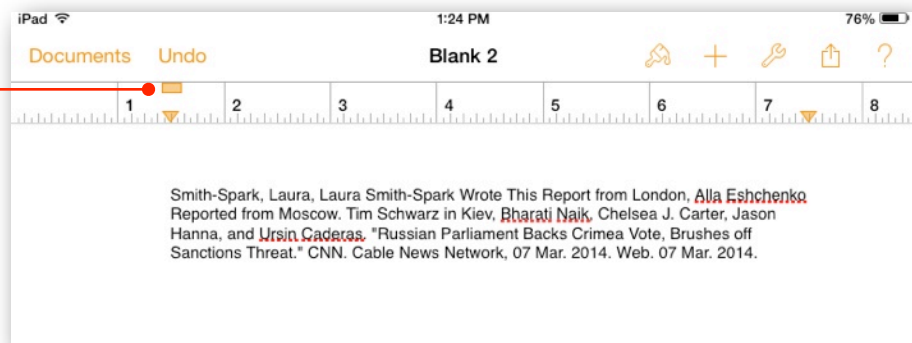 iPad 1:24 PM 76%
Documents Undo Blank 2 ?
1 2 3 4 5 6 7 8
Smith-Spark, Laura, Laura Smith-Spark Wrote This Report from London, Alla Eshchenko
Reported from Moscow. Tim Schwarz in Kiev, Bharati Naik, Chelsea J. Carter, Jason
Hanna, and Ursin Caderas. "Russian Parliament Backs Crimea Vote, Brushes off
Sanctions Threat." CNN. Cable News Network, 07 Mar. 2014. Web. 07 Mar. 2014.